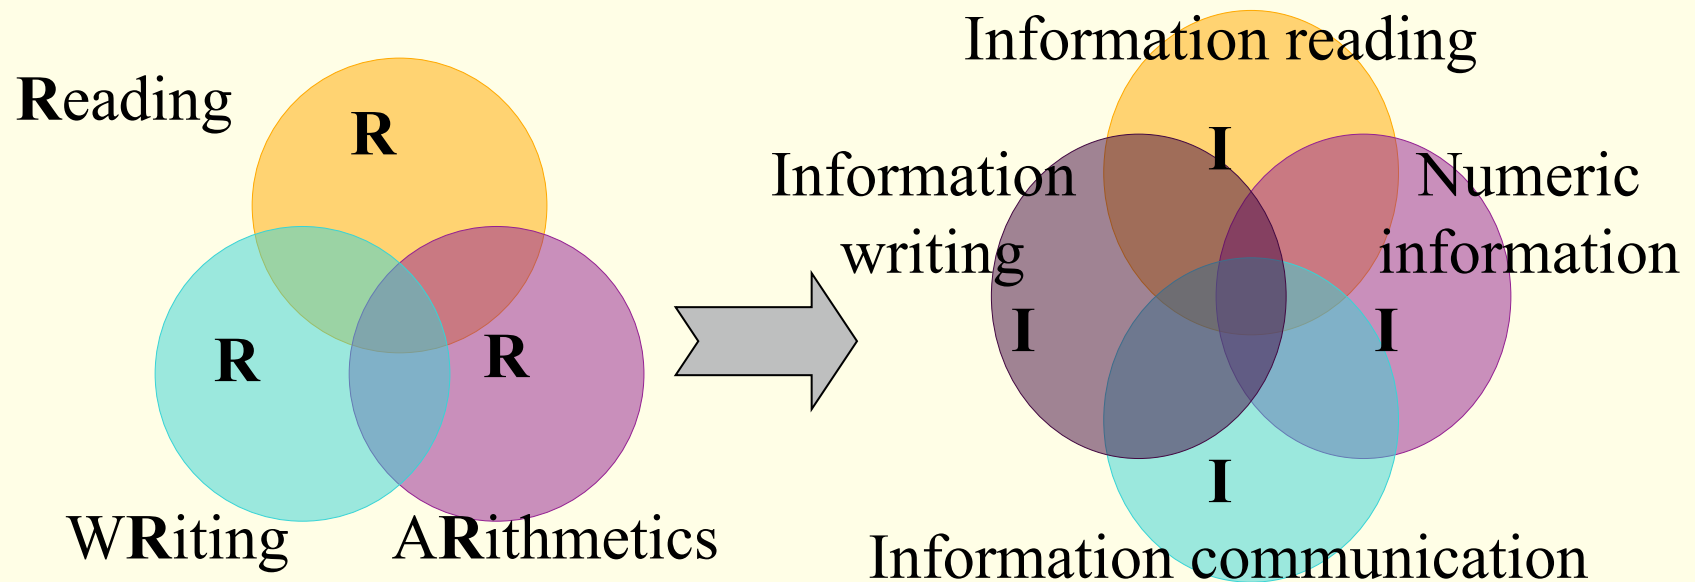 Reading
R
R
R
WRiting
ARithmetics
Information reading
I
Information
writing
I
Numeric
information
I
I
Information communication